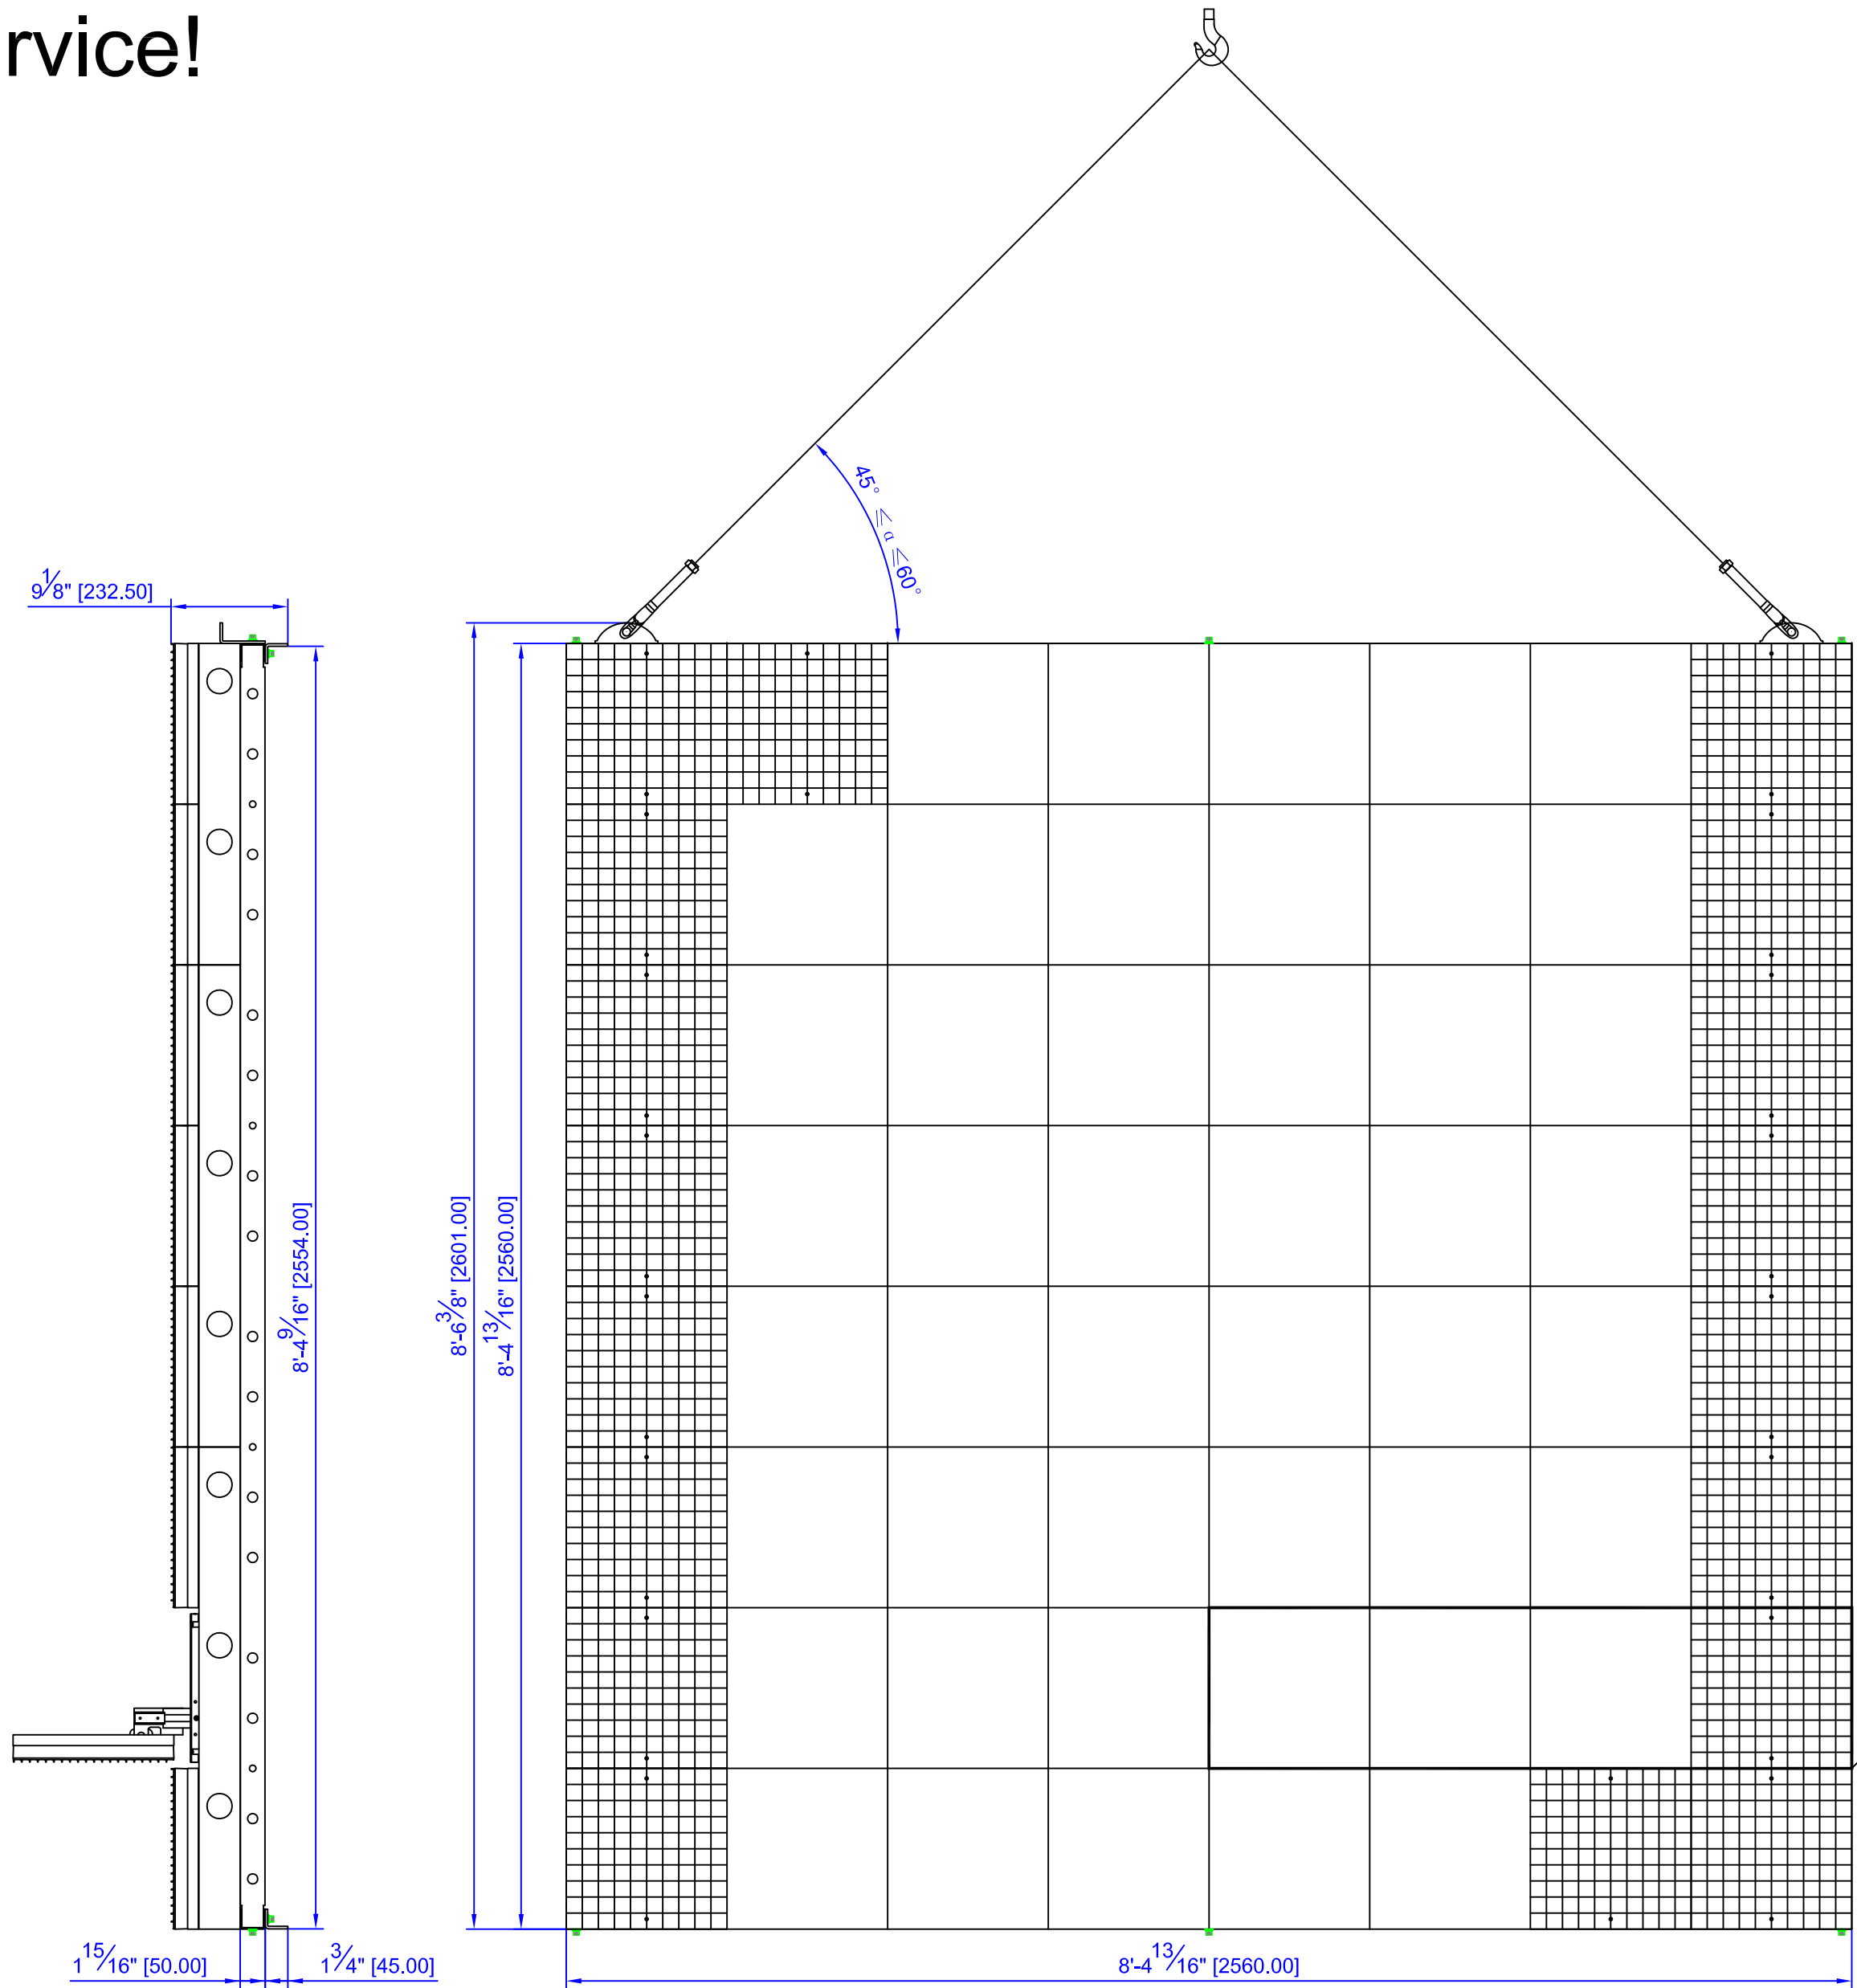 rvice!
45° ≤ α ≤60°
9 1/8" [232.50]
8'-4 9/16" [2554.00]
8'-6 3/8" [2601.00]
8'-4 13/16" [2560.00]
1 15/16" [50.00]
1 3/4" [45.00]
8'-4 13/16" [2560.00]